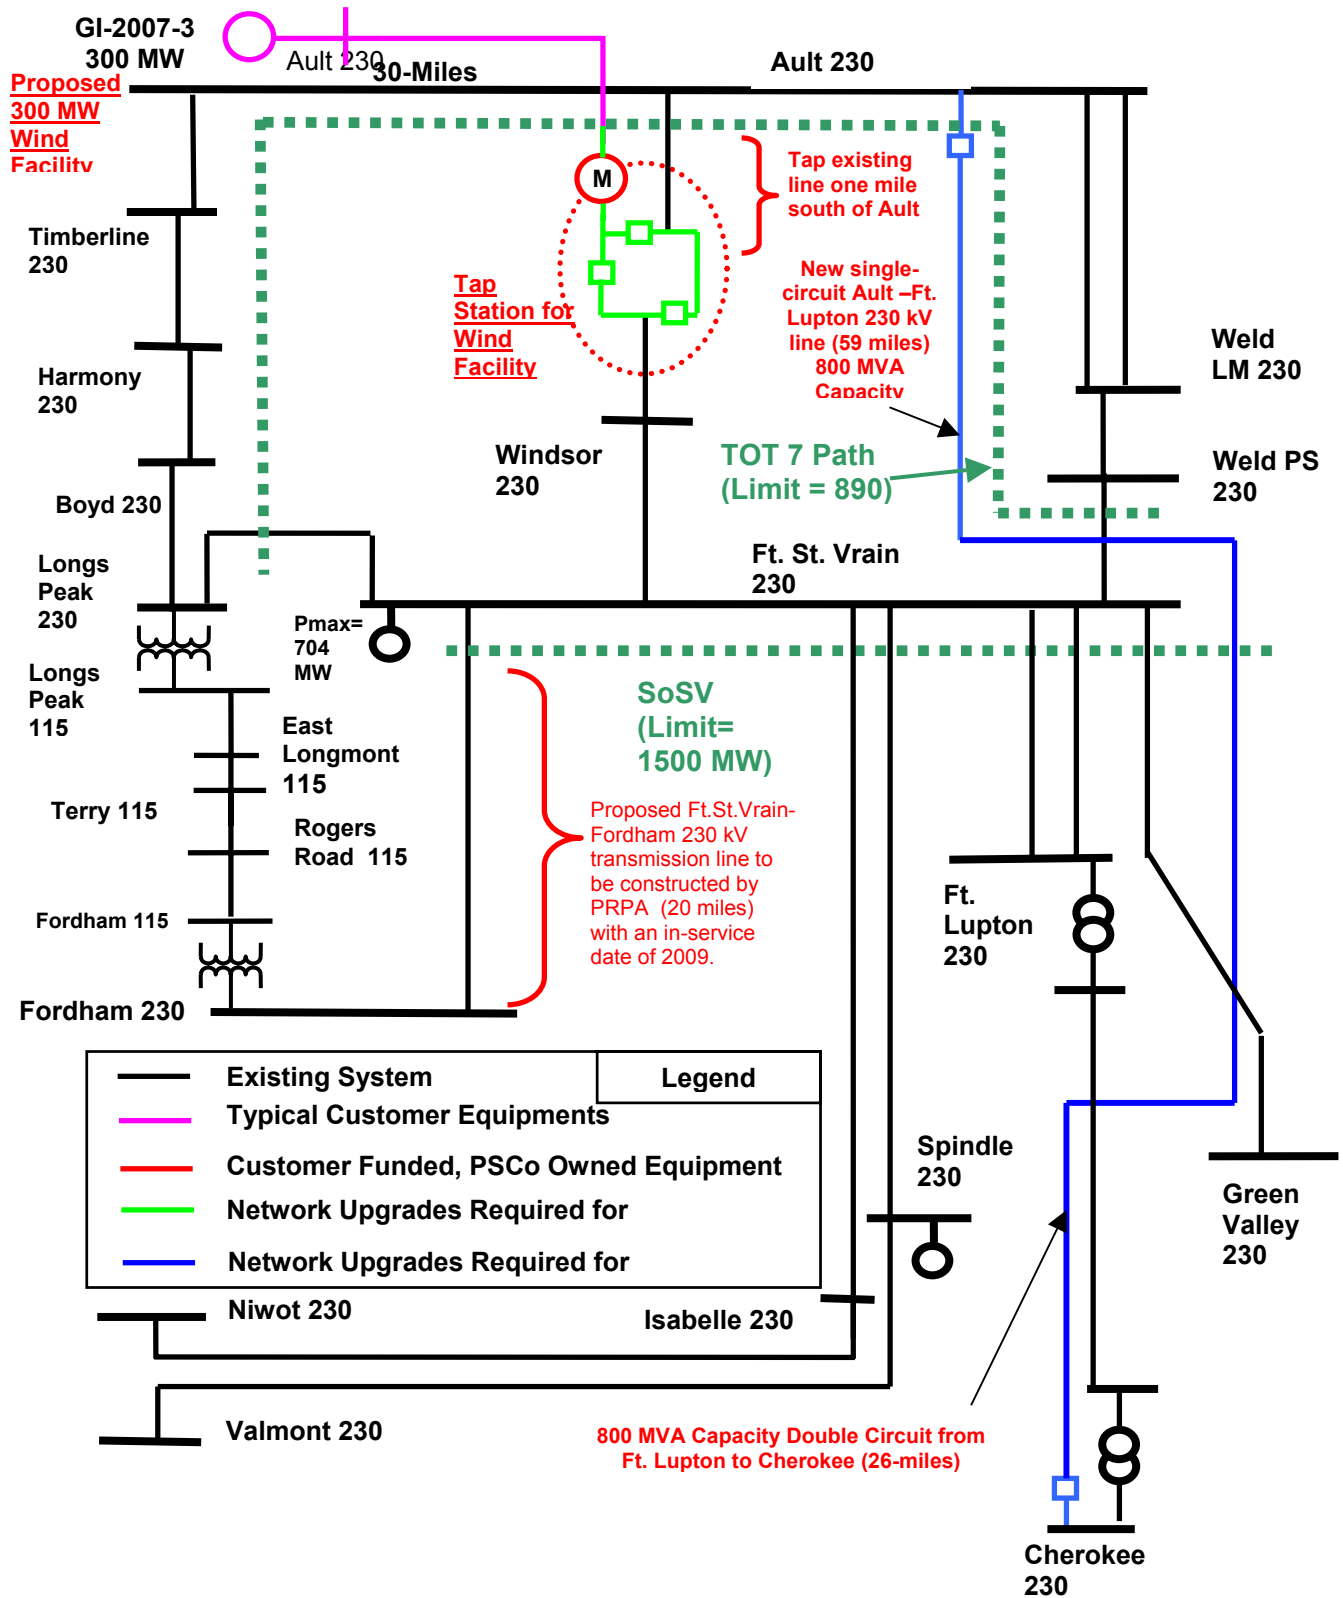 GI-2007-3
300 MW
Ault 230
30-Miles
Ault 230
Proposed
300 MW
Wind
Facility
M
Tap existing
line one mile
south of Ault
Timberline
230
Tap
Station for
Wind
Facility
New single-
circuit Ault –Ft.
Lupton 230 kV
line (59 miles)
800 MVA
Capacity
Weld
LM 230
Harmony
230
Windsor
230
TOT 7 Path
(Limit = 890)
Weld PS
230
Boyd 230
Longs
Peak
230
Ft. St. Vrain
230
Pmax=
704
MW
Longs
Peak
115
SoSV
(Limit=
1500 MW)
East
Longmont
115
Terry 115
Rogers
Road 115
Proposed Ft.St.Vrain-
Fordham 230 kV
transmission line to
be constructed by
PRPA (20 miles)
with an in-service
date of 2009.
Ft.
Lupton
230
Fordham 115
Fordham 230
Legend
Existing System
Typical Customer Equipments
Customer Funded, PSCo Owned Equipment
Network Upgrades Required for
Network Upgrades Required for
Spindle
230
Green
Valley
230
Niwot 230
Isabelle 230
Valmont 230
800 MVA Capacity Double Circuit from
Ft. Lupton to Cherokee (26-miles)
Cherokee
230